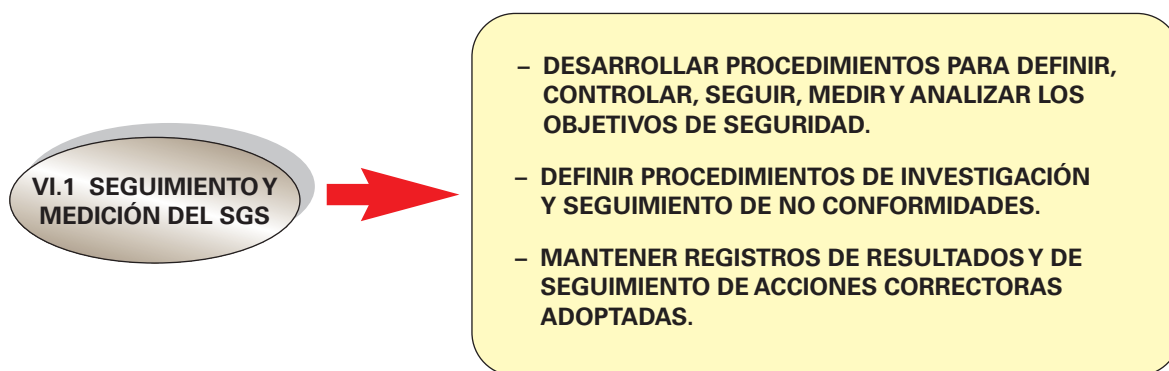 VI.1 SEGUIMIENTO Y
MEDICIÓN DEL SGS
– DESARROLLAR PROCEDIMIENTOS PARA DEFINIR,
CONTROLAR, SEGUIR, MEDIR Y ANALIZAR LOS
OBJETIVOS DE SEGURIDAD.
– DEFINIR PROCEDIMIENTOS DE INVESTIGACIÓN
Y SEGUIMIENTO DE NO CONFORMIDADES.
– MANTENER REGISTROS DE RESULTADOS Y DE
SEGUIMIENTO DE ACCIONES CORRECTORAS
ADOPTADAS.